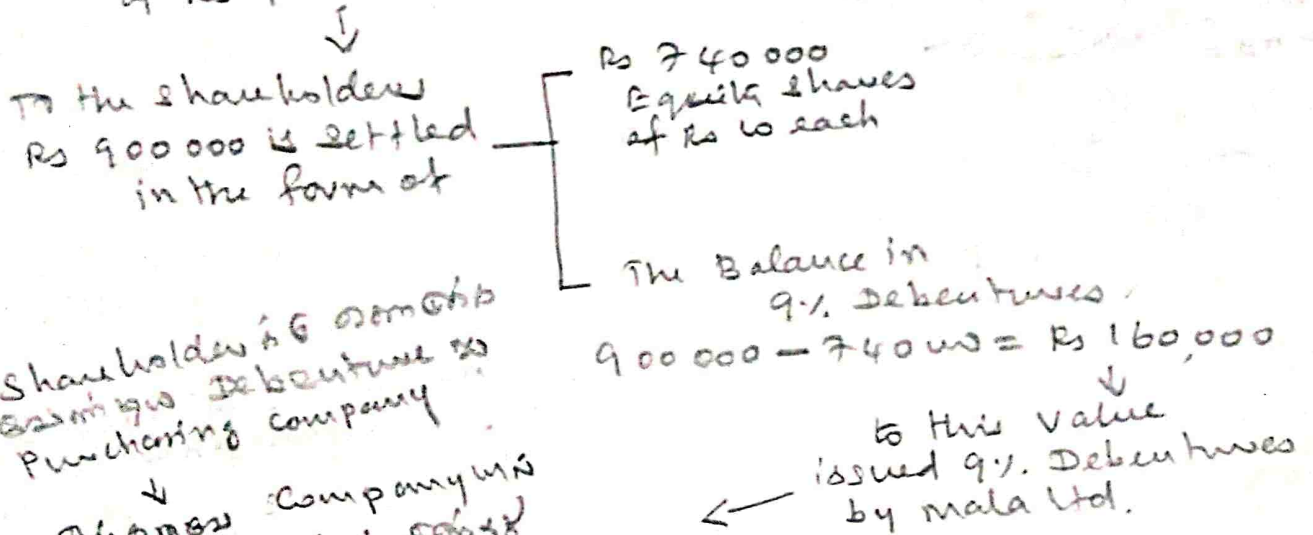 To the shareholders
Rs 900 000 is settled
in the form of
Rs 740 000
Equity Shares
of Rs 10 each
The Balance in
9% Debentures.
900 000 - 740 000 = Rs 160,000
to this value
issued 9% Debentures
by mala Ltd.
Shareholder
Debenture
Purchasing company
company